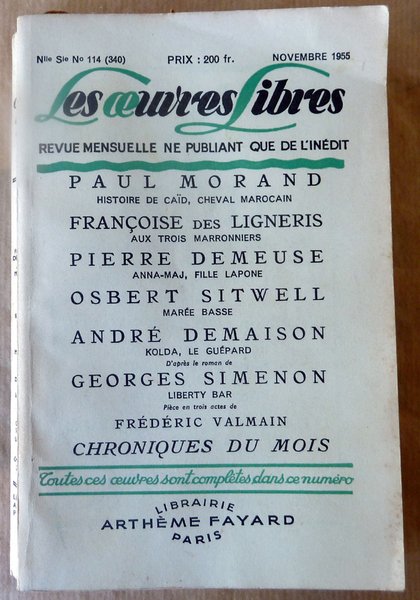 Nlle Sie No 114 (340) PRIX : 200 fr. NOVEMBRE 1955
Les œuvres Libres
REVUE MENSUELLE NE PUBLIANT QUE DE L'INÉDIT
PAUL MORAND
HISTOIRE DE CAÏD, CHEVAL MAROCAIN
FRANÇOISE DES LIGNERIS
AUX TROIS MARRONNIERS
PIERRE DEMEUSE
ANNA-MAJ, FILLE LAPONE
OSBERT SITWELL
MARÉE BASSE
ANDRÉ DEMAISON
KOLDA, LE GUÉPARD
D'après le roman de
GEORGES SIMENON
LIBERTY BAR
Pièce en trois actes de
FRÉDÉRIC VALMAIN
CHRONIQUES DU MOIS
Toutes ces œuvres sont complètes dans ce numéro
LIBRAIRIE
ARTHÈME FAYARD
PARIS